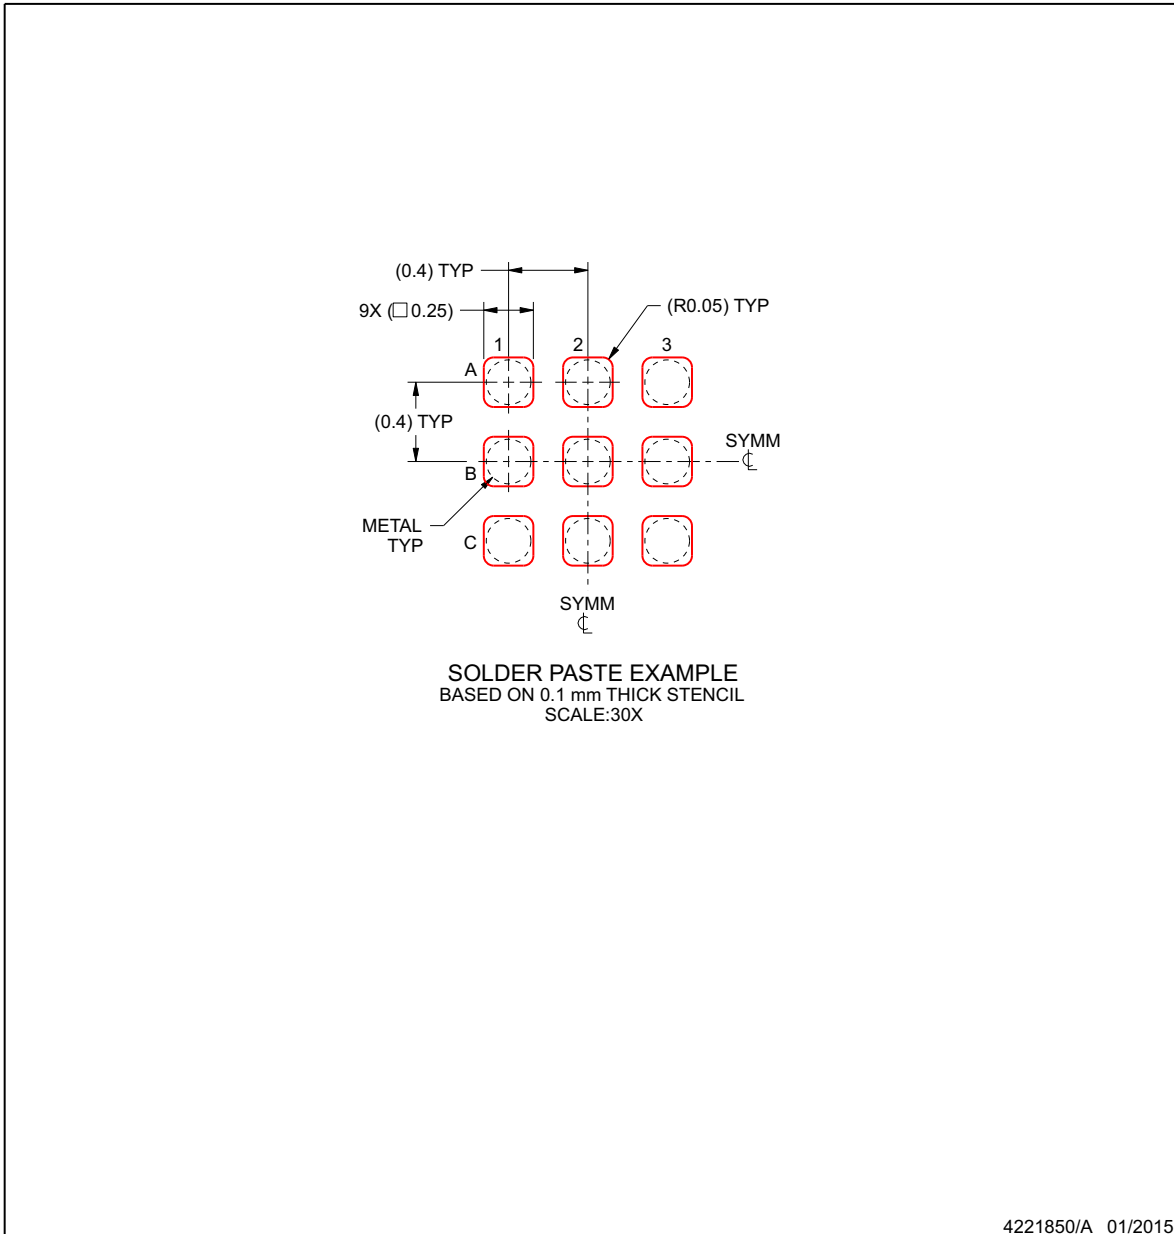 (0.4) TYP
9X (□ 0.25)
(R0.05) TYP
1
2
3
A
(0.4) TYP
SYMM
℄
B
METAL
TYP
C
SYMM
℄
SOLDER PASTE EXAMPLE
BASED ON 0.1 mm THICK STENCIL
SCALE:30X
4221850/A 01/2015